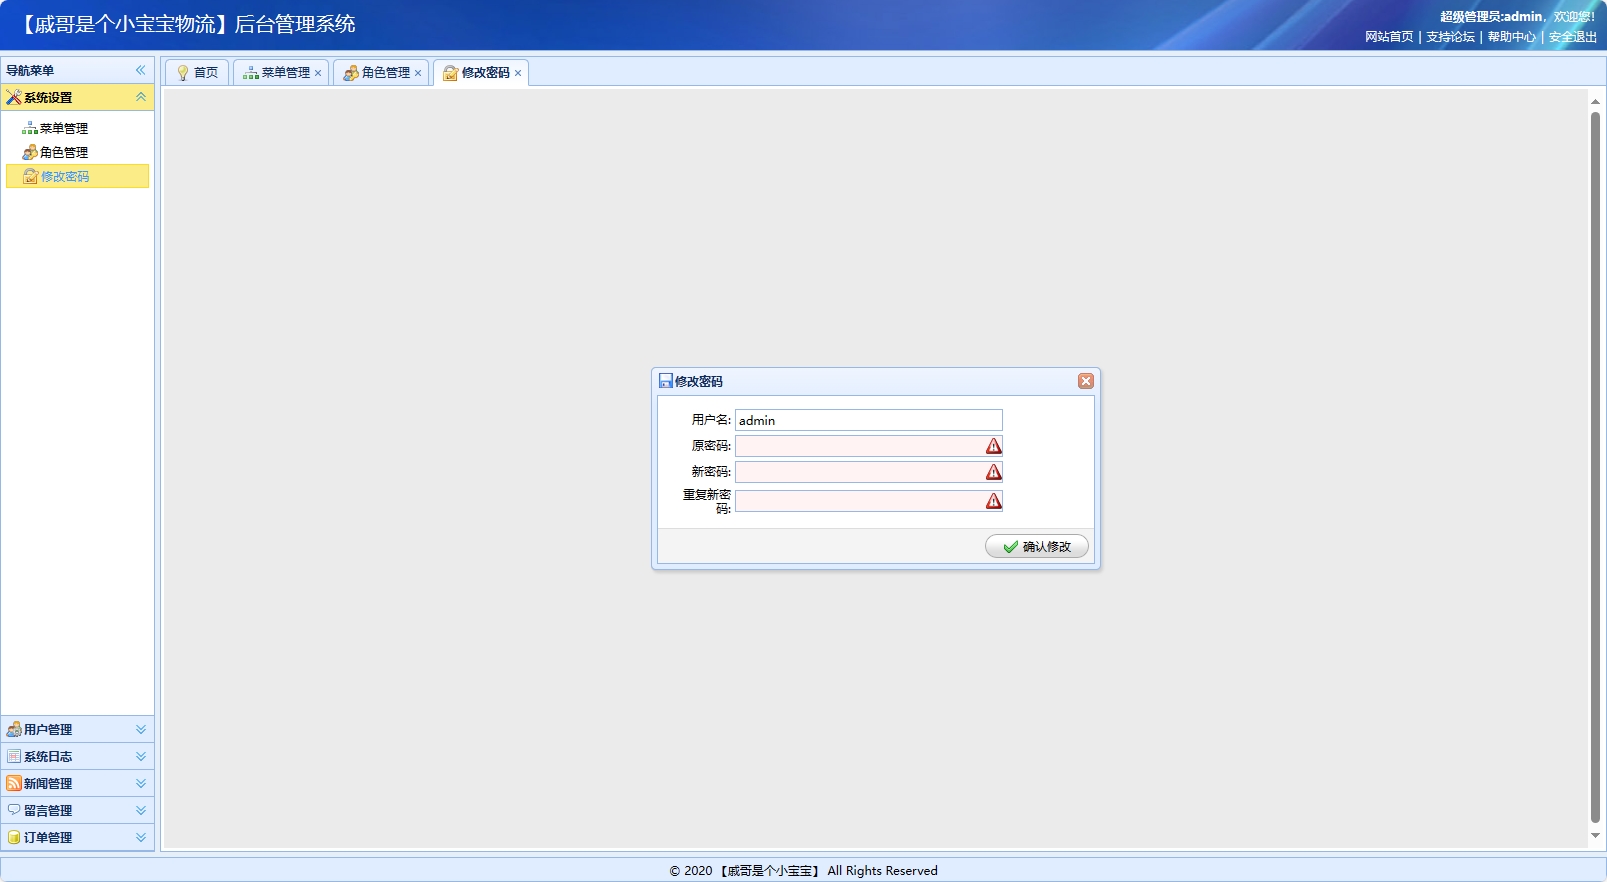 【戚哥是个小宝宝物流】后台管理系统
超级管理员:admin，欢迎您！
网站首页 | 支持论坛 | 帮助中心 | 安全退出
导航菜单
首页 菜单管理 角色管理 修改密码
系统设置
菜单管理
角色管理
修改密码
修改密码
用户名: admin
原密码:
新密码:
重复新密
码:
确认修改
用户管理
系统日志
新闻管理
留言管理
订单管理
© 2020 【戚哥是个小宝宝】 All Rights Reserved